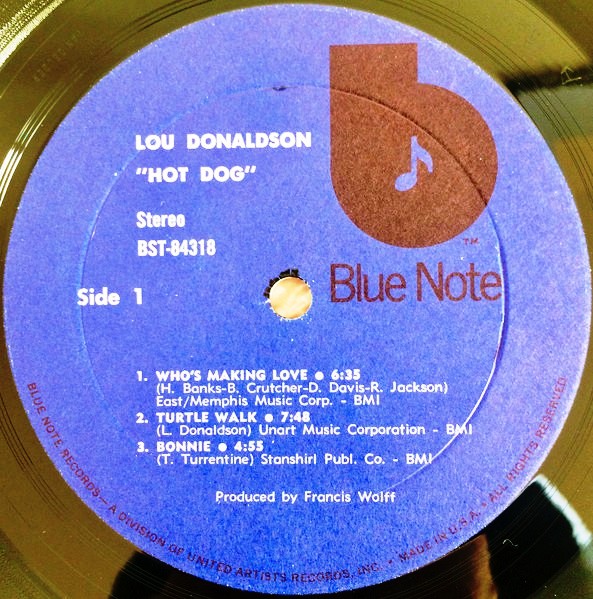 LOU DONALDSON
"HOT DOG"
Stereo
BST-84318
Side 1
b
TM
Blue Note
1. WHO'S MAKING LOVE • 6:35
(H. Banks-B. Crutcher-D. Davis-R. Jackson)
East/Memphis Music Corp. - BMI
2. TURTLE WALK • 7:48
(L. Donaldson) Unart Music Corporation - BMI
3. BONNIE • 4:55
(T. Turrentine) Stanshirl Publ. Co. - BMI
Produced by Francis Wolff
BLUE NOTE RECORDS — A DIVISION OF UNITED ARTISTS RECORDS, INC. • MADE IN U.S.A. • ALL RIGHTS RESERVED